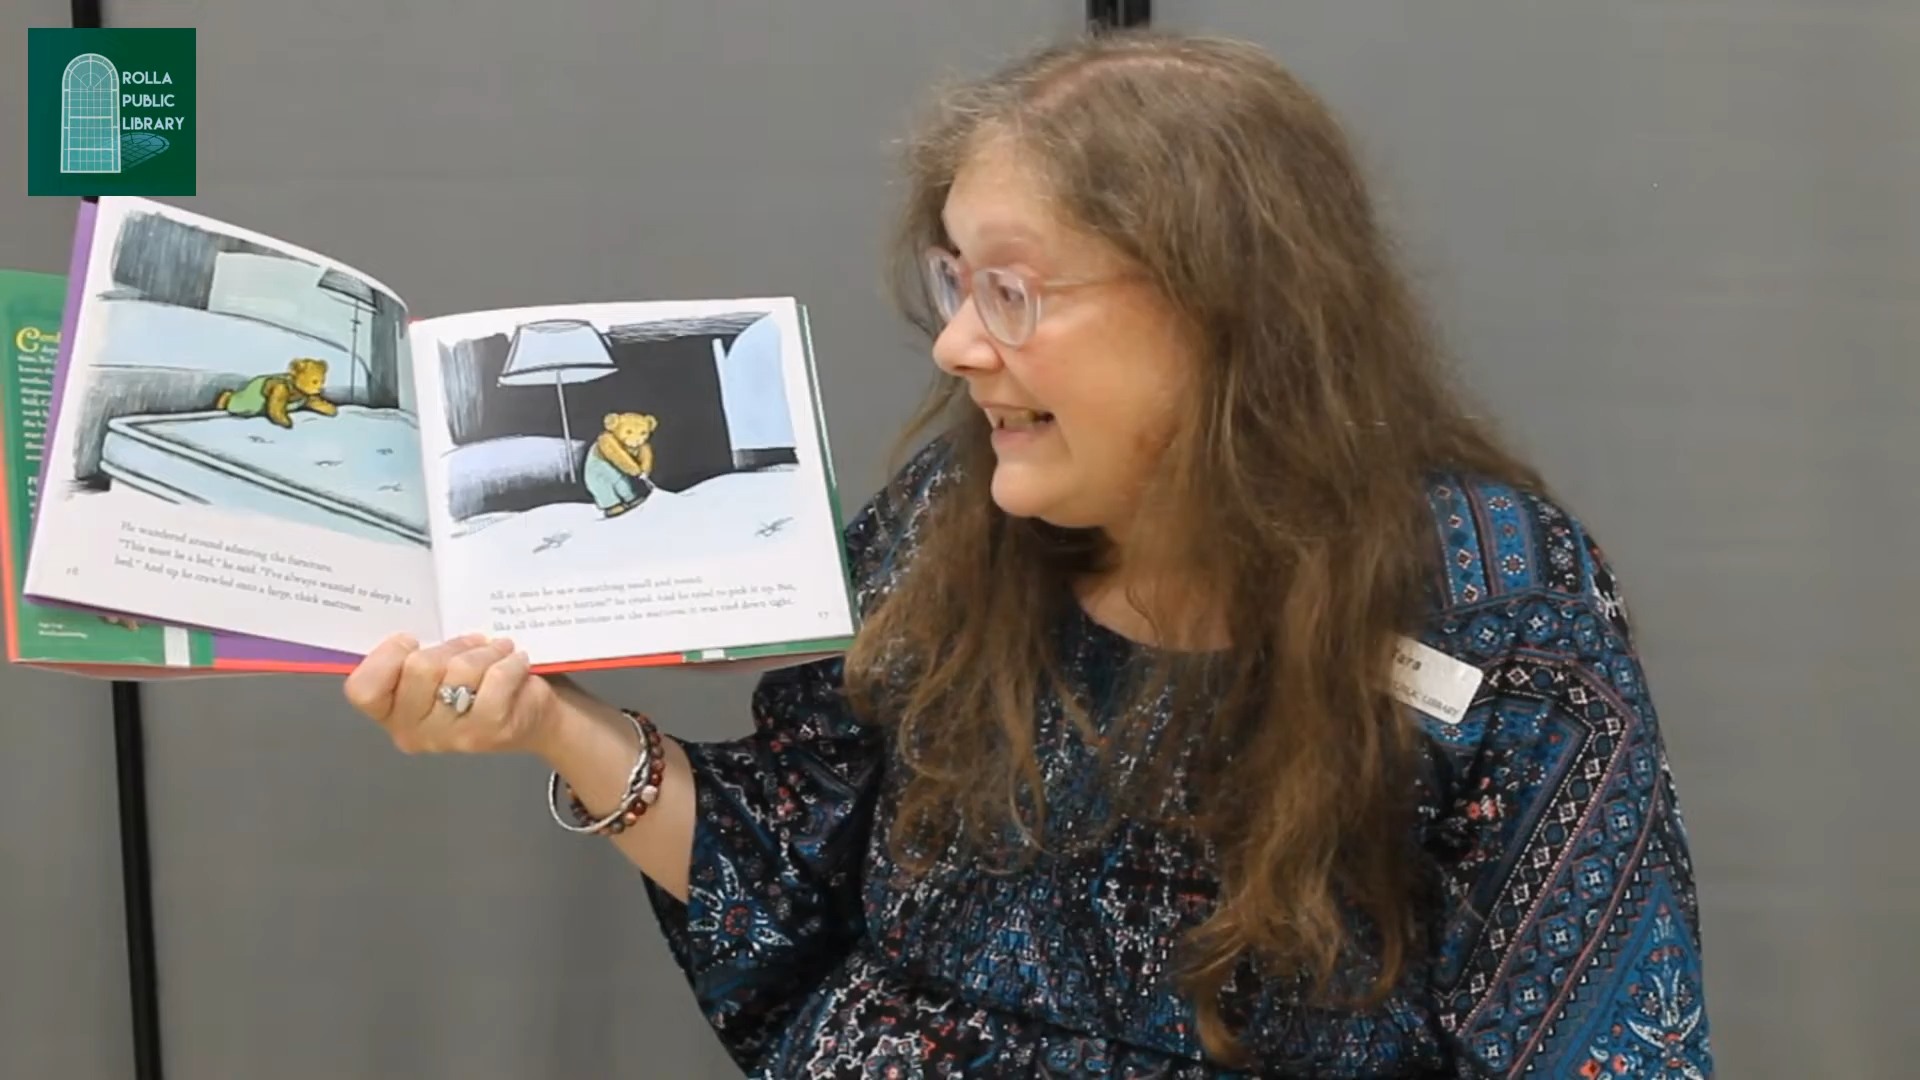 ROLLA
PUBLIC
LIBRARY
He wandered around admiring the furniture.
"This must be a bed," he said. "I've always wanted to sleep in a
bed." And up he crawled onto a large, thick mattress.
16
All at once he saw something small and round.
"Why, here's my button!" he cried. And he tried to pick it up. But,
like all the other buttons on the mattress, it was tied down tight.
17
Tara
PUBLIC LIBRARY